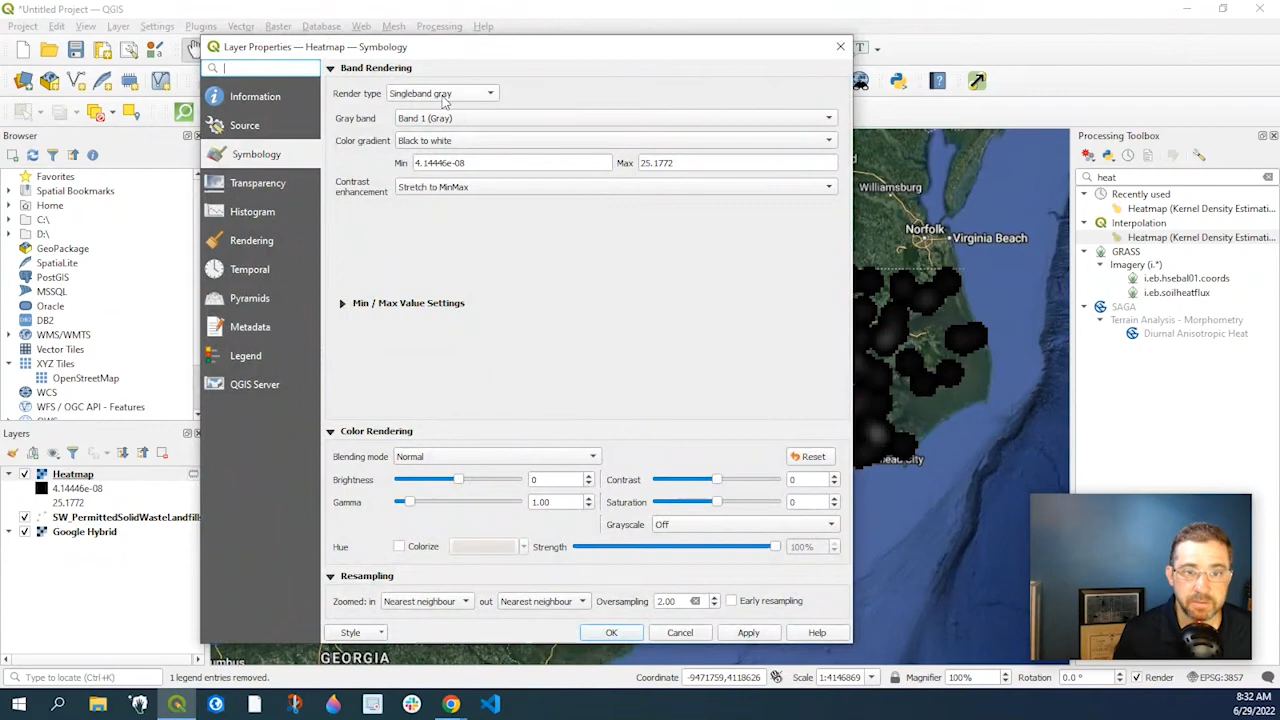 *Untitled Project — QGIS
Project Edit View Layer Settings Plugins Vector Raster Database Web Mesh Processing Help
Layer Properties — Heatmap — Symbology
Information
Source
Symbology
Transparency
Histogram
Rendering
Temporal
Pyramids
Metadata
Legend
QGIS Server
Band Rendering
Render type Singleband gray
Gray band Band 1 (Gray)
Color gradient Black to white
Min 4.14446e-08 Max 25.1772
Contrast
enhancement Stretch to MinMax
Min / Max Value Settings
Color Rendering
Blending mode Normal Reset
Brightness 0 Contrast 0
Gamma 1.00 Saturation 0
Grayscale Off
Hue Colorize Strength 100%
Resampling
Zoomed: in Nearest neighbour out Nearest neighbour Oversampling 2.00 Early resampling
Style OK Cancel Apply Help
Browser
Favorites
Spatial Bookmarks
Home
C:\
D:\
GeoPackage
SpatiaLite
PostGIS
MSSQL
Oracle
DB2
WMS/WMTS
Vector Tiles
XYZ Tiles
OpenStreetMap
WCS
WFS / OGC API - Features
Layers
Heatmap
4.14446e-08
25.1772
SW_PermittedSolidWasteLandfills
Google Hybrid
Williamsburg
Norfolk
Virginia Beach
GEORGIA
Processing Toolbox
heat
Recently used
Heatmap (Kernel Density Estimati...
Interpolation
Heatmap (Kernel Density Estimati...
GRASS
Imagery (i.*)
i.eb.hsebal01.coords
i.eb.soilheatflux
SAGA
Terrain Analysis - Morphometry
Diurnal Anisotropic Heat
Type to locate (Ctrl+K) 1 legend entries removed. Coordinate -9471759,4118626 Scale 1:4146869 Magnifier 100% Rotation 0.0 ° Render EPSG:3857
8:32 AM
6/29/2022